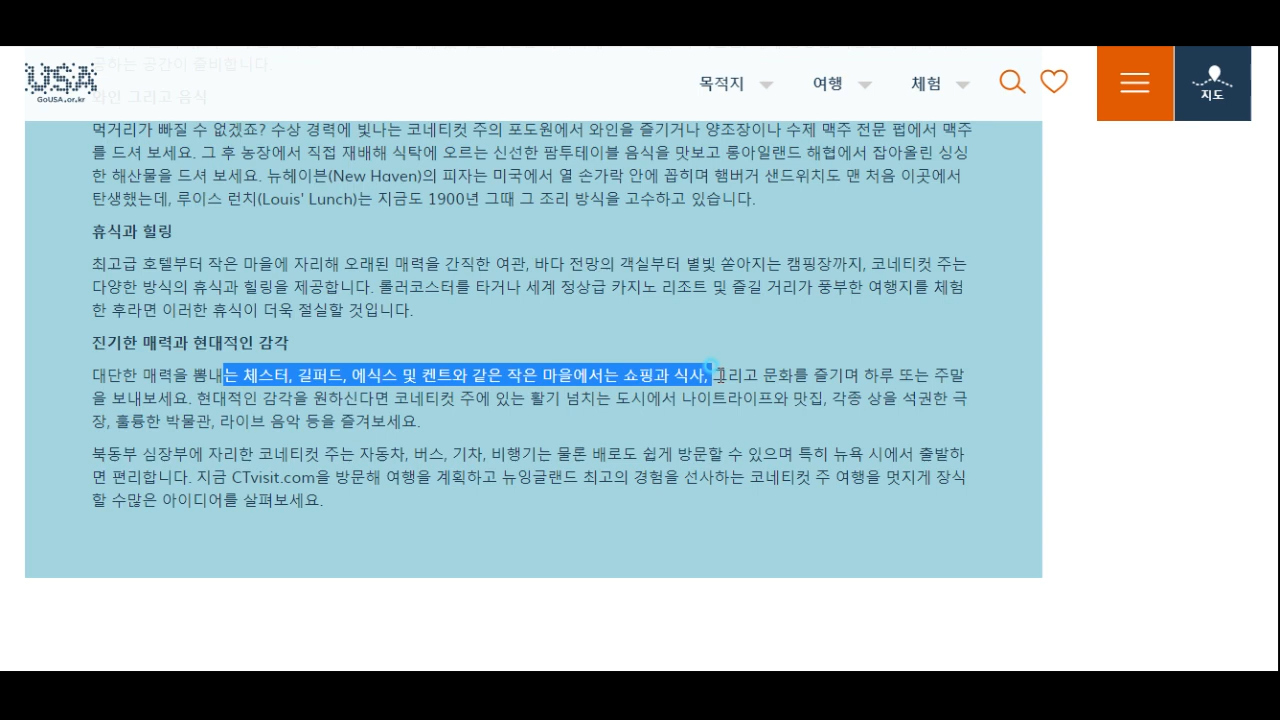 공하는 공간이 준비합니다.
USA
GoUSA.or.kr
목적지
여행
체험
지도
와인 그리고 음식
먹거리가 빠질 수 없겠죠? 수상 경력에 빛나는 코네티컷 주의 포도원에서 와인을 즐기거나 양조장이나 수제 맥주 전문 펍에서 맥주
를 드셔 보세요. 그 후 농장에서 직접 재배해 식탁에 오르는 신선한 팜투테이블 음식을 맛보고 롱아일랜드 해협에서 잡아올린 싱싱
한 해산물을 드셔 보세요. 뉴헤이븐(New Haven)의 피자는 미국에서 열 손가락 안에 꼽히며 햄버거 샌드위치도 맨 처음 이곳에서
탄생했는데, 루이스 런치(Louis' Lunch)는 지금도 1900년 그때 그 조리 방식을 고수하고 있습니다.
휴식과 힐링
최고급 호텔부터 작은 마을에 자리해 오래된 매력을 간직한 여관, 바다 전망의 객실부터 별빛 쏟아지는 캠핑장까지, 코네티컷 주는
다양한 방식의 휴식과 힐링을 제공합니다. 롤러코스터를 타거나 세계 정상급 카지노 리조트 및 즐길 거리가 풍부한 여행지를 체험
한 후라면 이러한 휴식이 더욱 절실할 것입니다.
진기한 매력과 현대적인 감각
대단한 매력을 뽐내는 체스터, 길퍼드, 에식스 및 켄트와 같은 작은 마을에서는 쇼핑과 식사, 그리고 문화를 즐기며 하루 또는 주말
을 보내보세요. 현대적인 감각을 원하신다면 코네티컷 주에 있는 활기 넘치는 도시에서 나이트라이프와 맛집, 각종 상을 석권한 극
장, 훌륭한 박물관, 라이브 음악 등을 즐겨보세요.
북동부 심장부에 자리한 코네티컷 주는 자동차, 버스, 기차, 비행기는 물론 배로도 쉽게 방문할 수 있으며 특히 뉴욕 시에서 출발하
면 편리합니다. 지금 CTvisit.com을 방문해 여행을 계획하고 뉴잉글랜드 최고의 경험을 선사하는 코네티컷 주 여행을 멋지게 장식
할 수많은 아이디어를 살펴보세요.